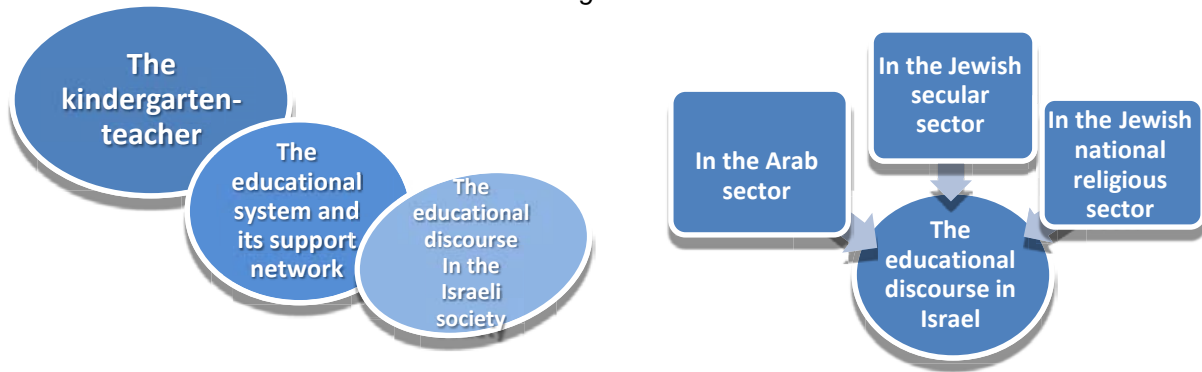 The
kindergarten-
teacher
The
educational
system and
its support
network
The
educational
discourse
In the
Israeli
society
In the Arab
sector
In the Jewish
secular
sector
In the Jewish
national
religious
sector
The
educational
discourse in
Israel